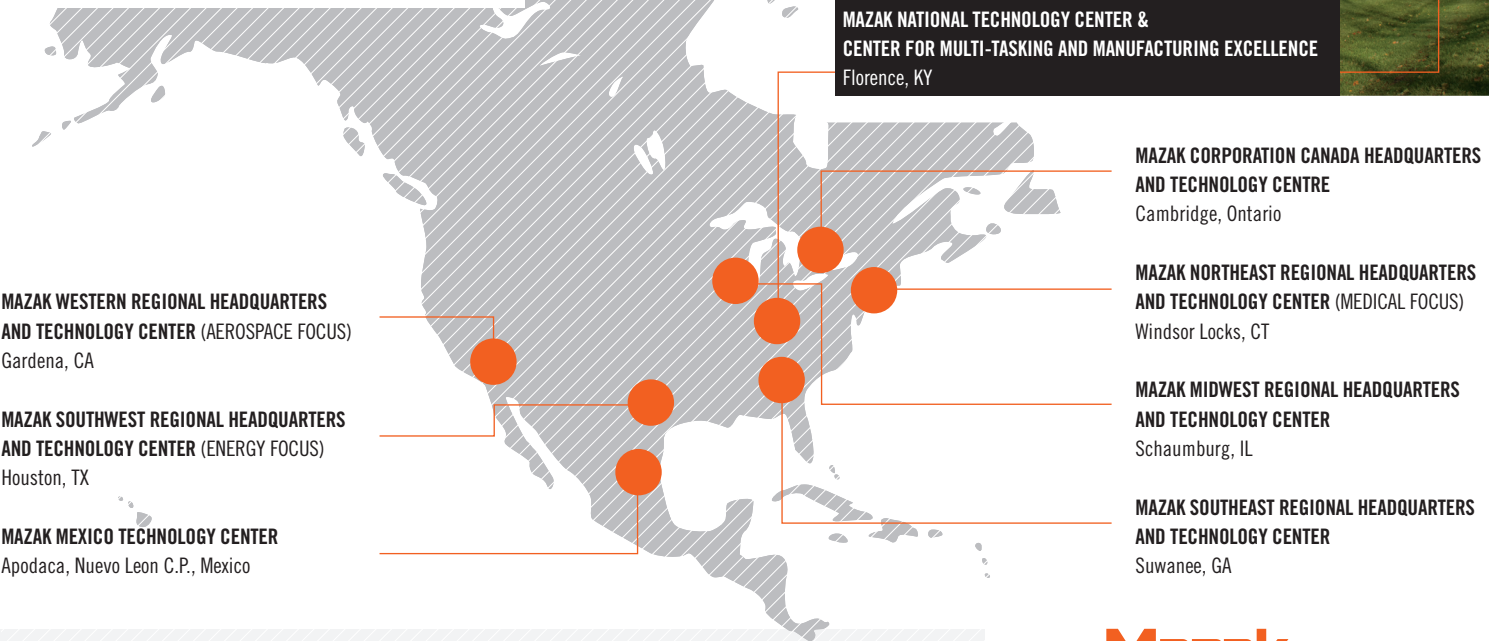 MAZAK NATIONAL TECHNOLOGY CENTER &
CENTER FOR MULTI-TASKING AND MANUFACTURING EXCELLENCE
Florence, KY
MAZAK WESTERN REGIONAL HEADQUARTERS
AND TECHNOLOGY CENTER (AEROSPACE FOCUS)
Gardena, CA
MAZAK SOUTHWEST REGIONAL HEADQUARTERS
AND TECHNOLOGY CENTER (ENERGY FOCUS)
Houston, TX
MAZAK MEXICO TECHNOLOGY CENTER
Apodaca, Nuevo Leon C.P., Mexico
MAZAK CORPORATION CANADA HEADQUARTERS
AND TECHNOLOGY CENTRE
Cambridge, Ontario
MAZAK NORTHEAST REGIONAL HEADQUARTERS
AND TECHNOLOGY CENTER (MEDICAL FOCUS)
Windsor Locks, CT
MAZAK MIDWEST REGIONAL HEADQUARTERS
AND TECHNOLOGY CENTER
Schaumburg, IL
MAZAK SOUTHEAST REGIONAL HEADQUARTERS
AND TECHNOLOGY CENTER
Suwanee, GA
Mazak